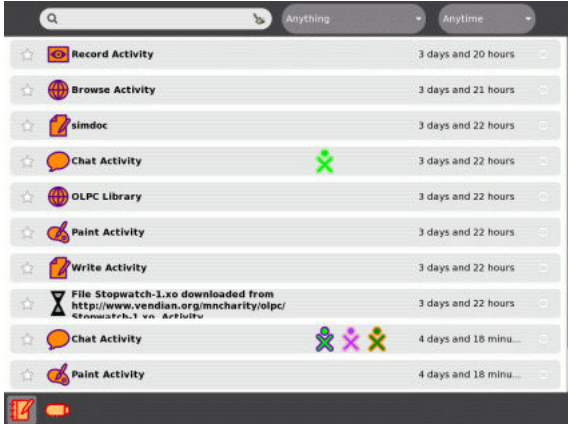 Anything Anytime
Record Activity 3 days and 20 hours
Browse Activity 3 days and 21 hours
simdoc 3 days and 22 hours
Chat Activity 3 days and 22 hours
OLPC Library 3 days and 22 hours
Paint Activity 3 days and 22 hours
Write Activity 3 days and 22 hours
File Stopwatch-1.xo downloaded from
http://www.vendian.org/mncharity/olpc/ 3 days and 22 hours
Stopwatch-1.xo. Activity
Chat Activity 4 days and 18 minu...
Paint Activity 4 days and 18 minu...